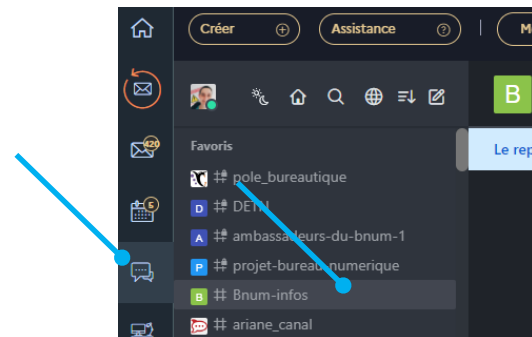 Créer
Assistance
M
B
420
Favoris
Le rep
pole_bureautique
5
D DETN
A ambassadeurs-du-bnum-1
P projet-bureau-numerique
B Bnum-infos
ariane_canal